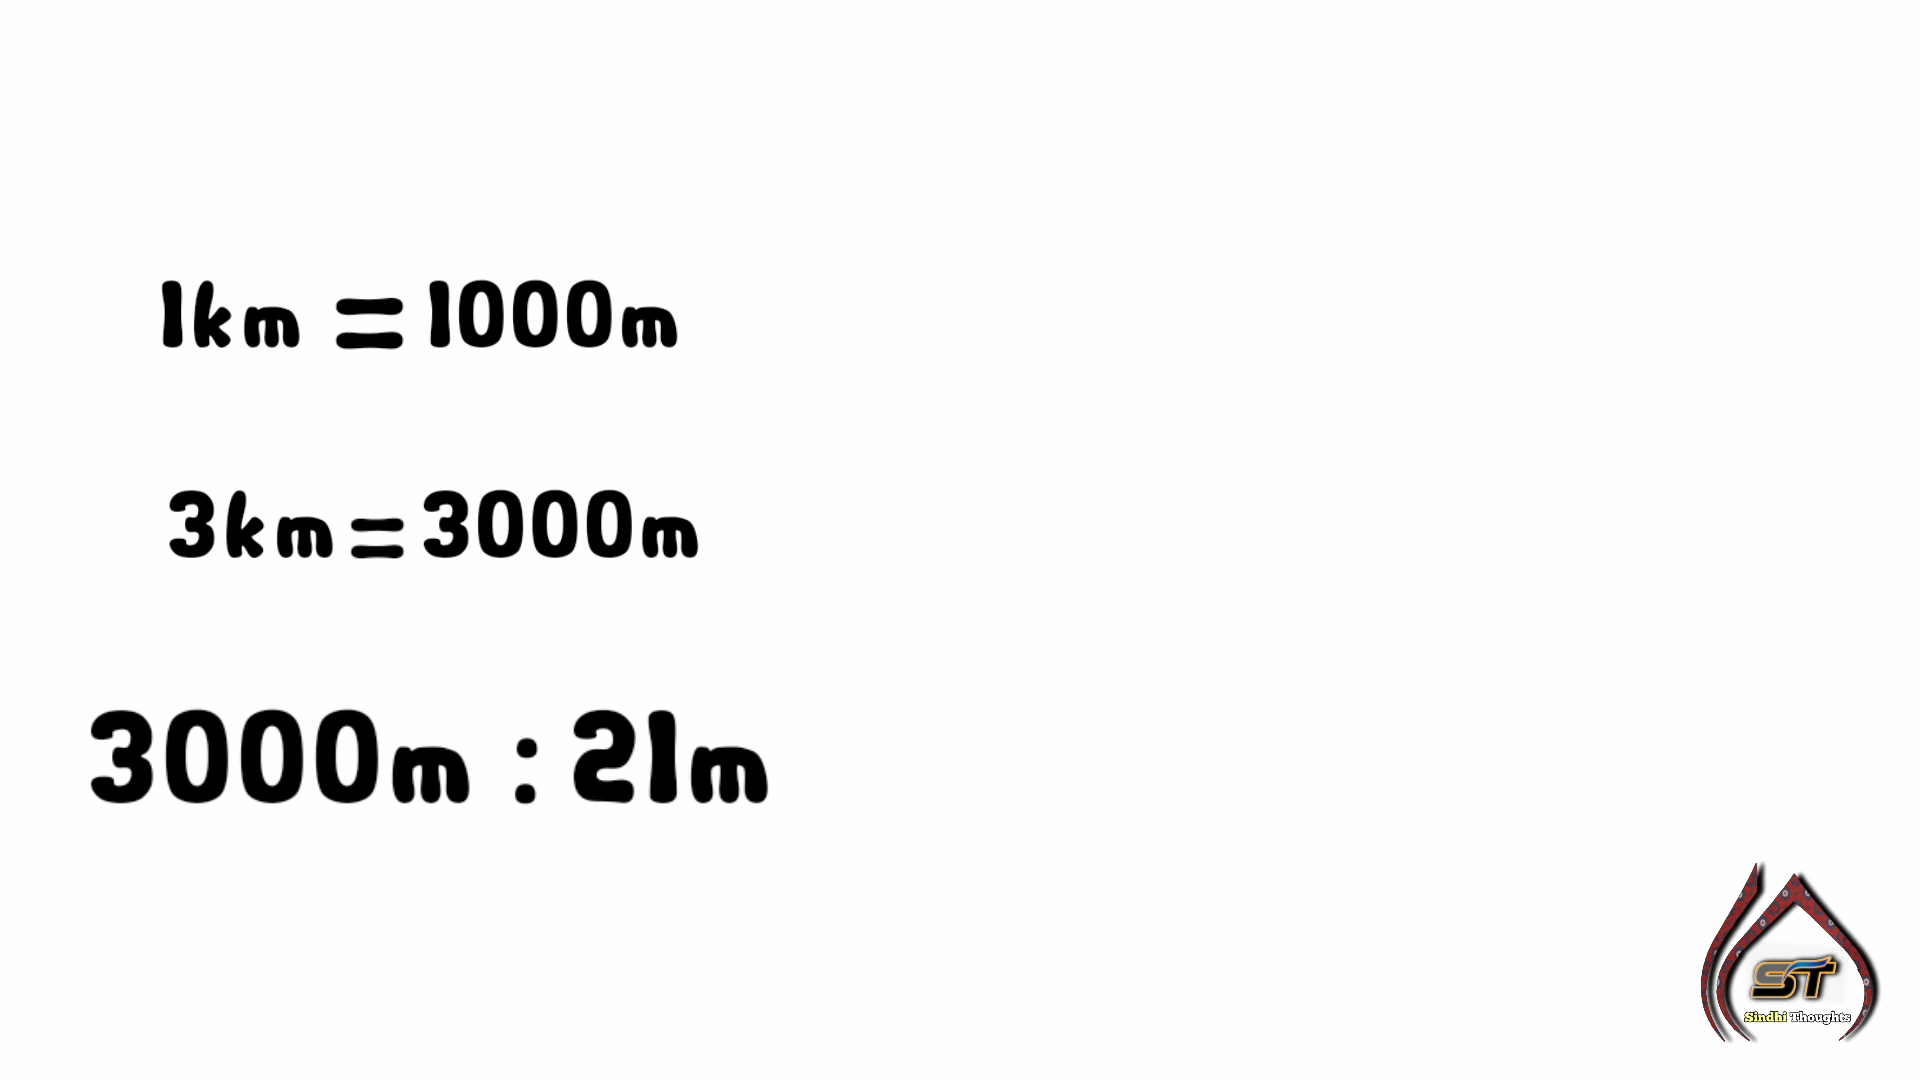 1km = 1000m
3km = 3000m
3000m : 21m
ST
Sindhi Thoughts